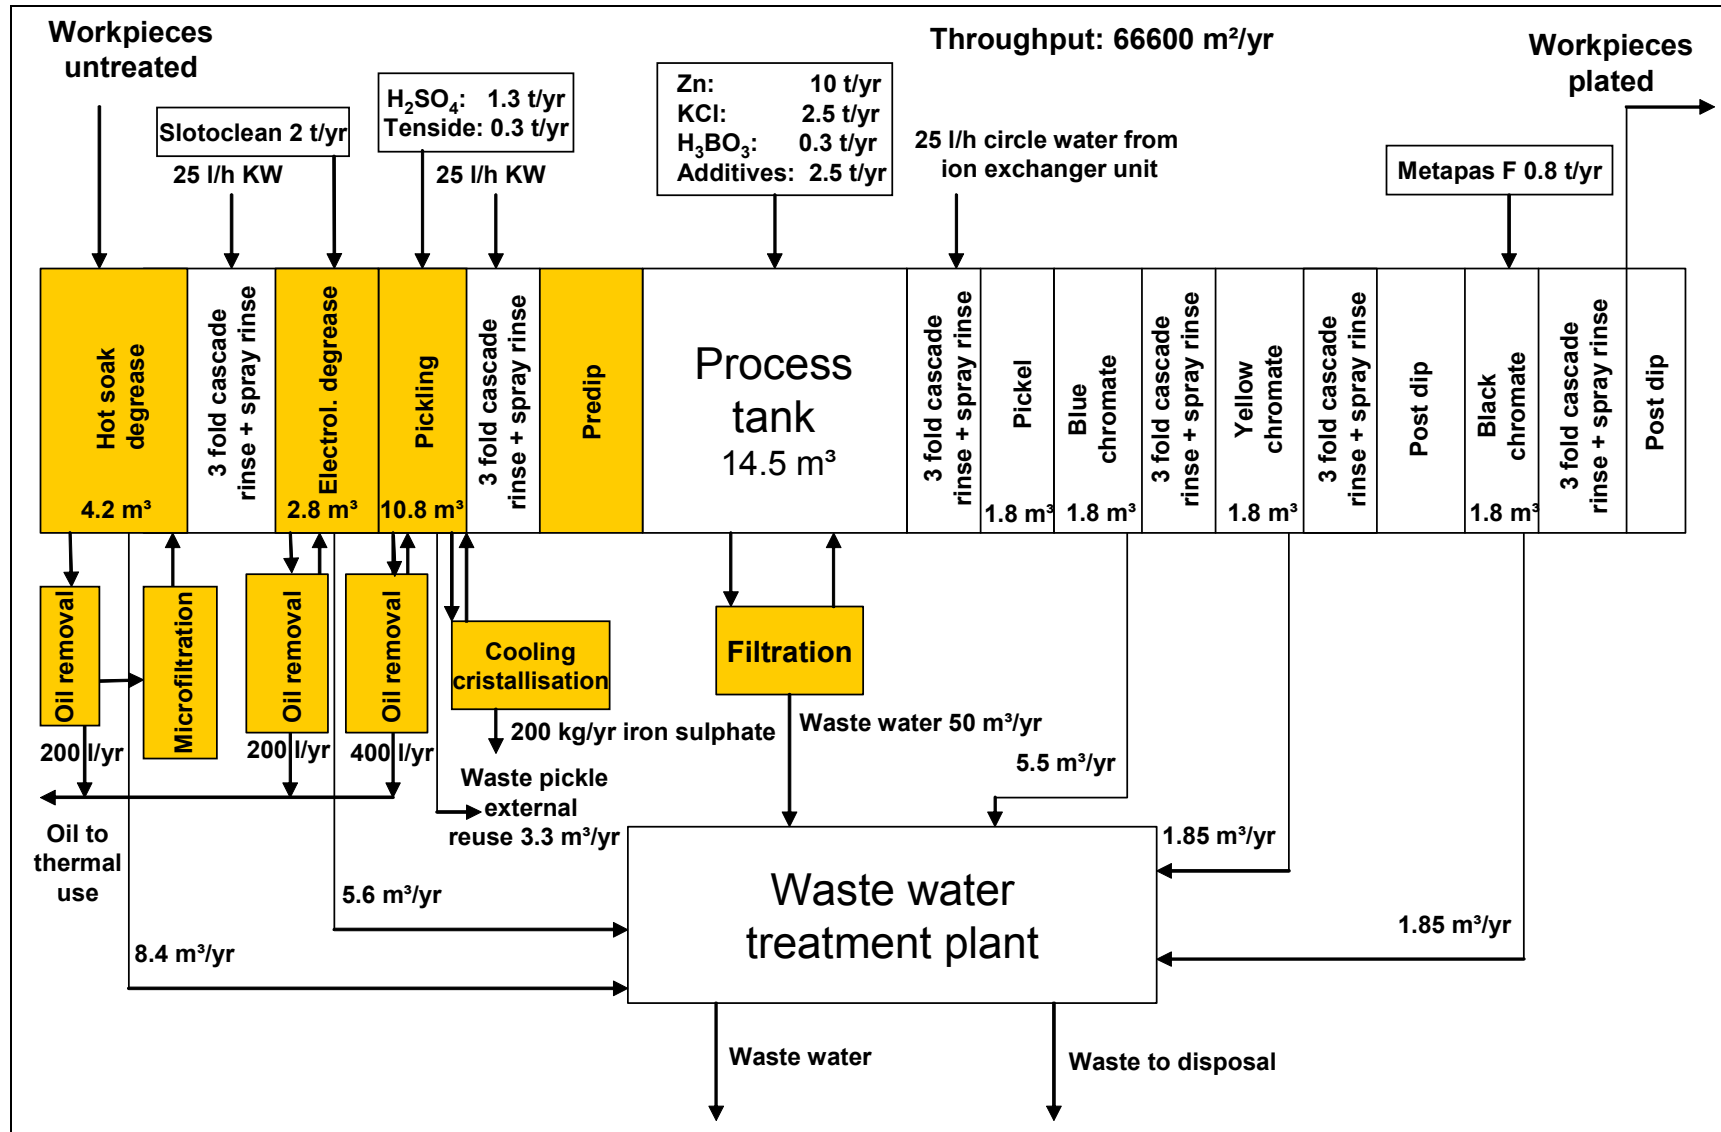 Workpieces
untreated
Throughput: 66600 m²/yr
Workpieces
plated
Slotoclean 2 t/yr
25 l/h KW
H₂SO₄: 1.3 t/yr
Tenside: 0.3 t/yr
25 l/h KW
Zn: 10 t/yr
KCl: 2.5 t/yr
H₃BO₃: 0.3 t/yr
Additives: 2.5 t/yr
25 l/h circle water from
ion exchanger unit
Metapas F 0.8 t/yr
Hot soak
degrease
4.2 m³
3 fold cascade
rinse + spray rinse
Electrol. degrease
2.8 m³
Pickling
10.8 m³
3 fold cascade
rinse + spray rinse
Predip
Process
tank
14.5 m³
3 fold cascade
rinse + spray rinse
Pickel
1.8 m³
Blue
chromate
1.8 m³
3 fold cascade
rinse + spray rinse
Yellow
chromate
1.8 m³
3 fold cascade
rinse + spray rinse
Post dip
Black
chromate
1.8 m³
3 fold cascade
rinse + spray rinse
Post dip
Oil removal
Microfiltration
Oil removal
Oil removal
Cooling
cristallisation
Filtration
200 l/yr
200 l/yr
400 l/yr
200 kg/yr iron sulphate
Waste water 50 m³/yr
5.5 m³/yr
Waste pickle
external
reuse 3.3 m³/yr
Oil to
thermal
use
1.85 m³/yr
5.6 m³/yr
8.4 m³/yr
Waste water
treatment plant
1.85 m³/yr
Waste water
Waste to disposal